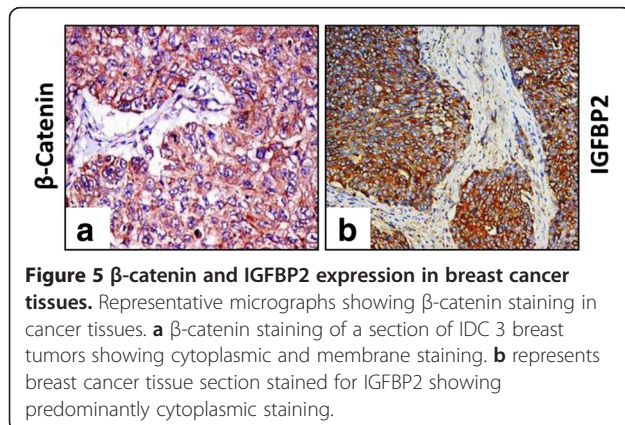 β-Catenin
a
b
IGFBP2
Figure 5 β-catenin and IGFBP2 expression in breast cancer
tissues. Representative micrographs showing β-catenin staining in
cancer tissues. a β-catenin staining of a section of IDC 3 breast
tumors showing cytoplasmic and membrane staining. b represents
breast cancer tissue section stained for IGFBP2 showing
predominantly cytoplasmic staining.